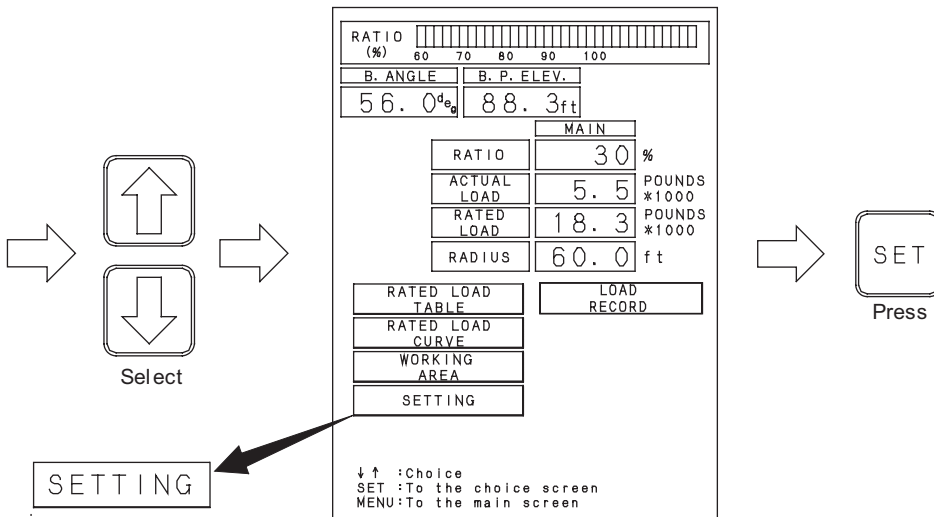 RATIO
(%)
60 70 80 90 100
B. ANGLE B. P. ELEV.
56. 0deg 88. 3ft
MAIN
RATIO 30 %
ACTUAL LOAD 5. 5 POUNDS *1000
RATED LOAD 18. 3 POUNDS *1000
RADIUS 60. 0 ft
RATED LOAD TABLE
LOAD RECORD
RATED LOAD CURVE
WORKING AREA
SETTING
↓↑ :Choice
SET :To the choice screen
MENU:To the main screen
Select
SETTING
SET
Press